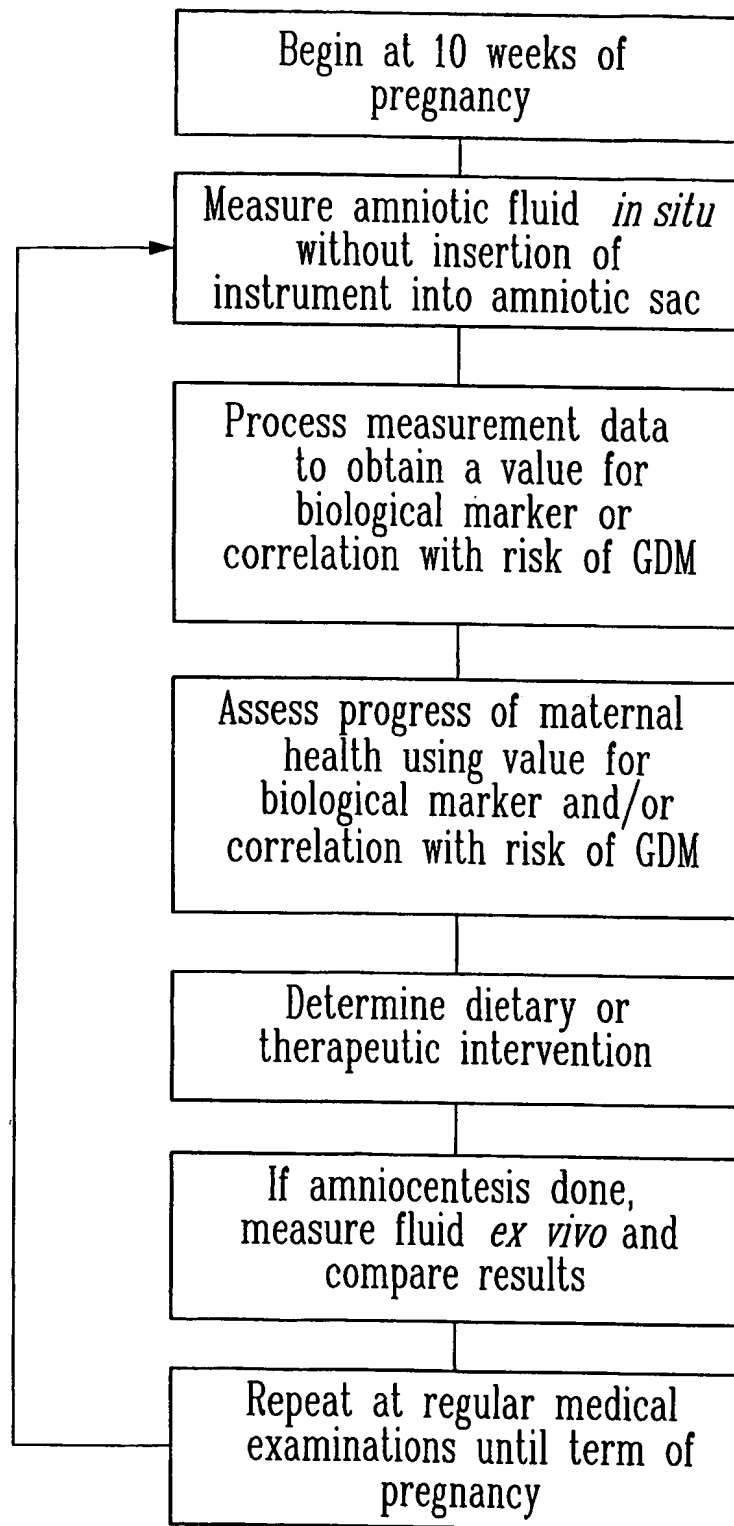 Begin at 10 weeks of
pregnancy
Measure amniotic fluid in situ
without insertion of
instrument into amniotic sac
Process measurement data
to obtain a value for
biological marker or
correlation with risk of GDM
Assess progress of maternal
health using value for
biological marker and/or
correlation with risk of GDM
Determine dietary or
therapeutic intervention
If amniocentesis done,
measure fluid ex vivo and
compare results
Repeat at regular medical
examinations until term of
pregnancy